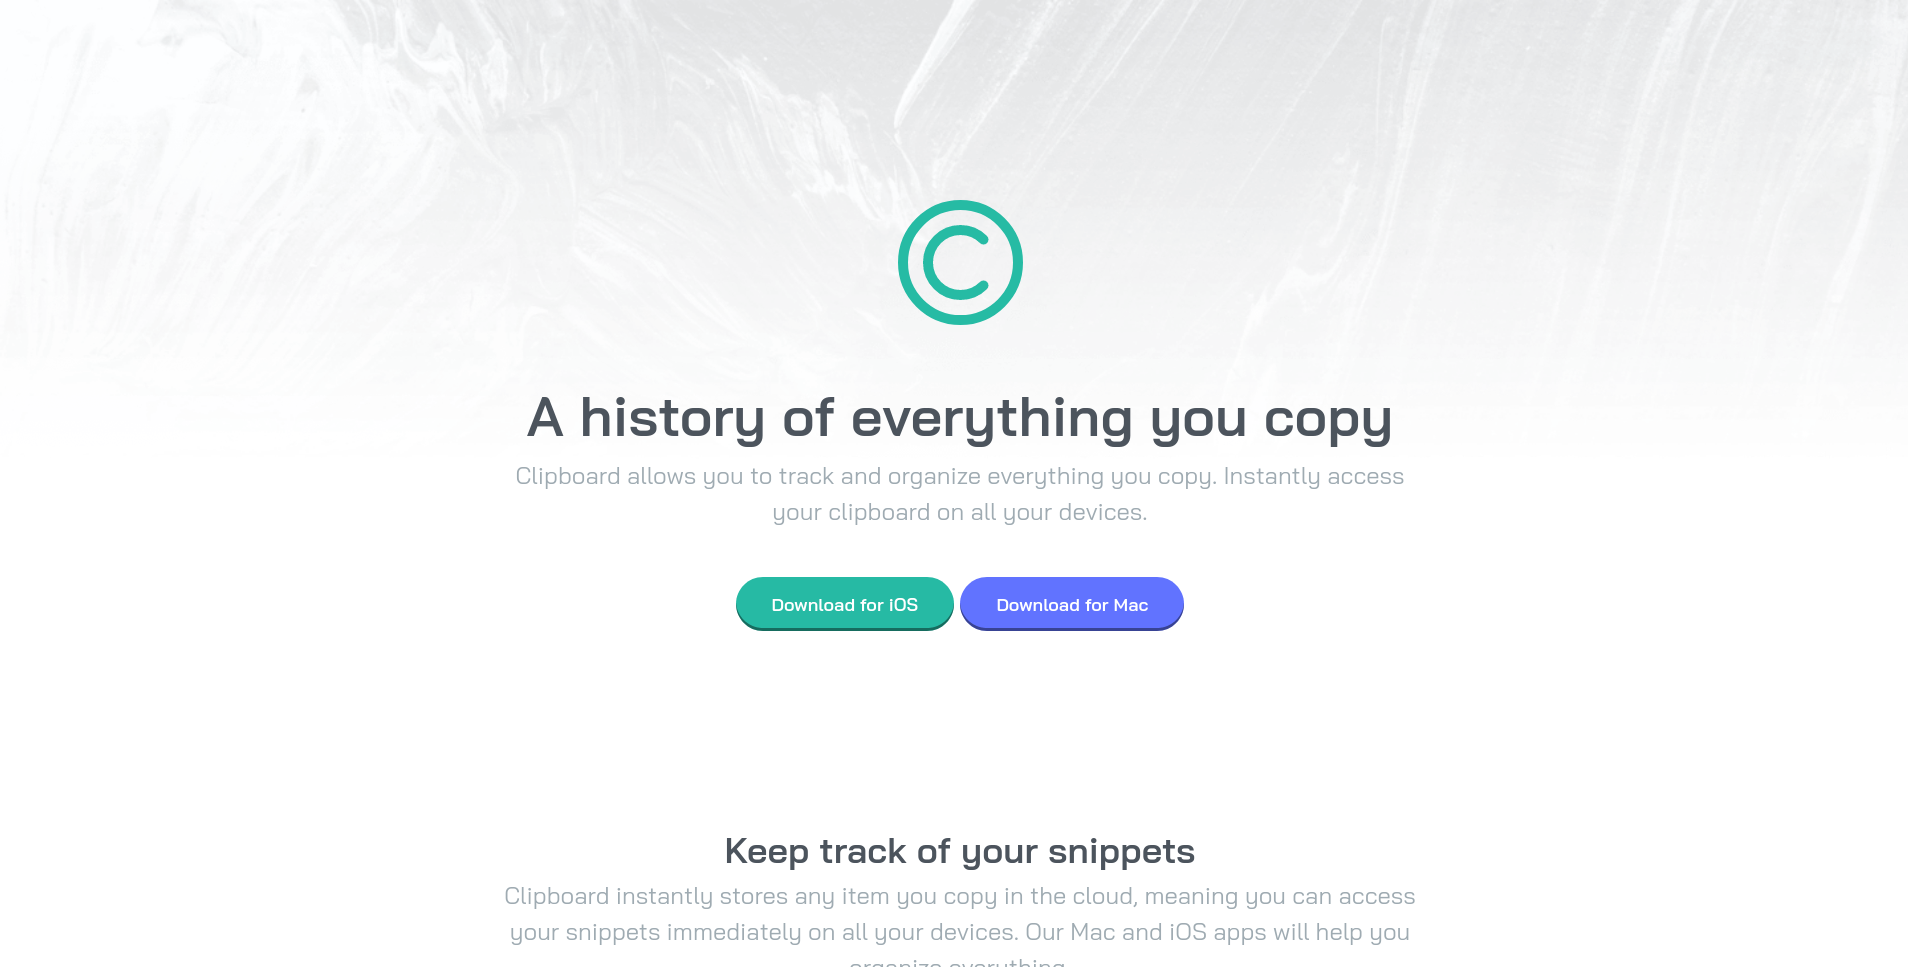 C
A history of everything you copy
Clipboard allows you to track and organize everything you copy. Instantly access
your clipboard on all your devices.
Download for iOS
Download for Mac
Keep track of your snippets
Clipboard instantly stores any item you copy in the cloud, meaning you can access
your snippets immediately on all your devices. Our Mac and iOS apps will help you
organize everything.